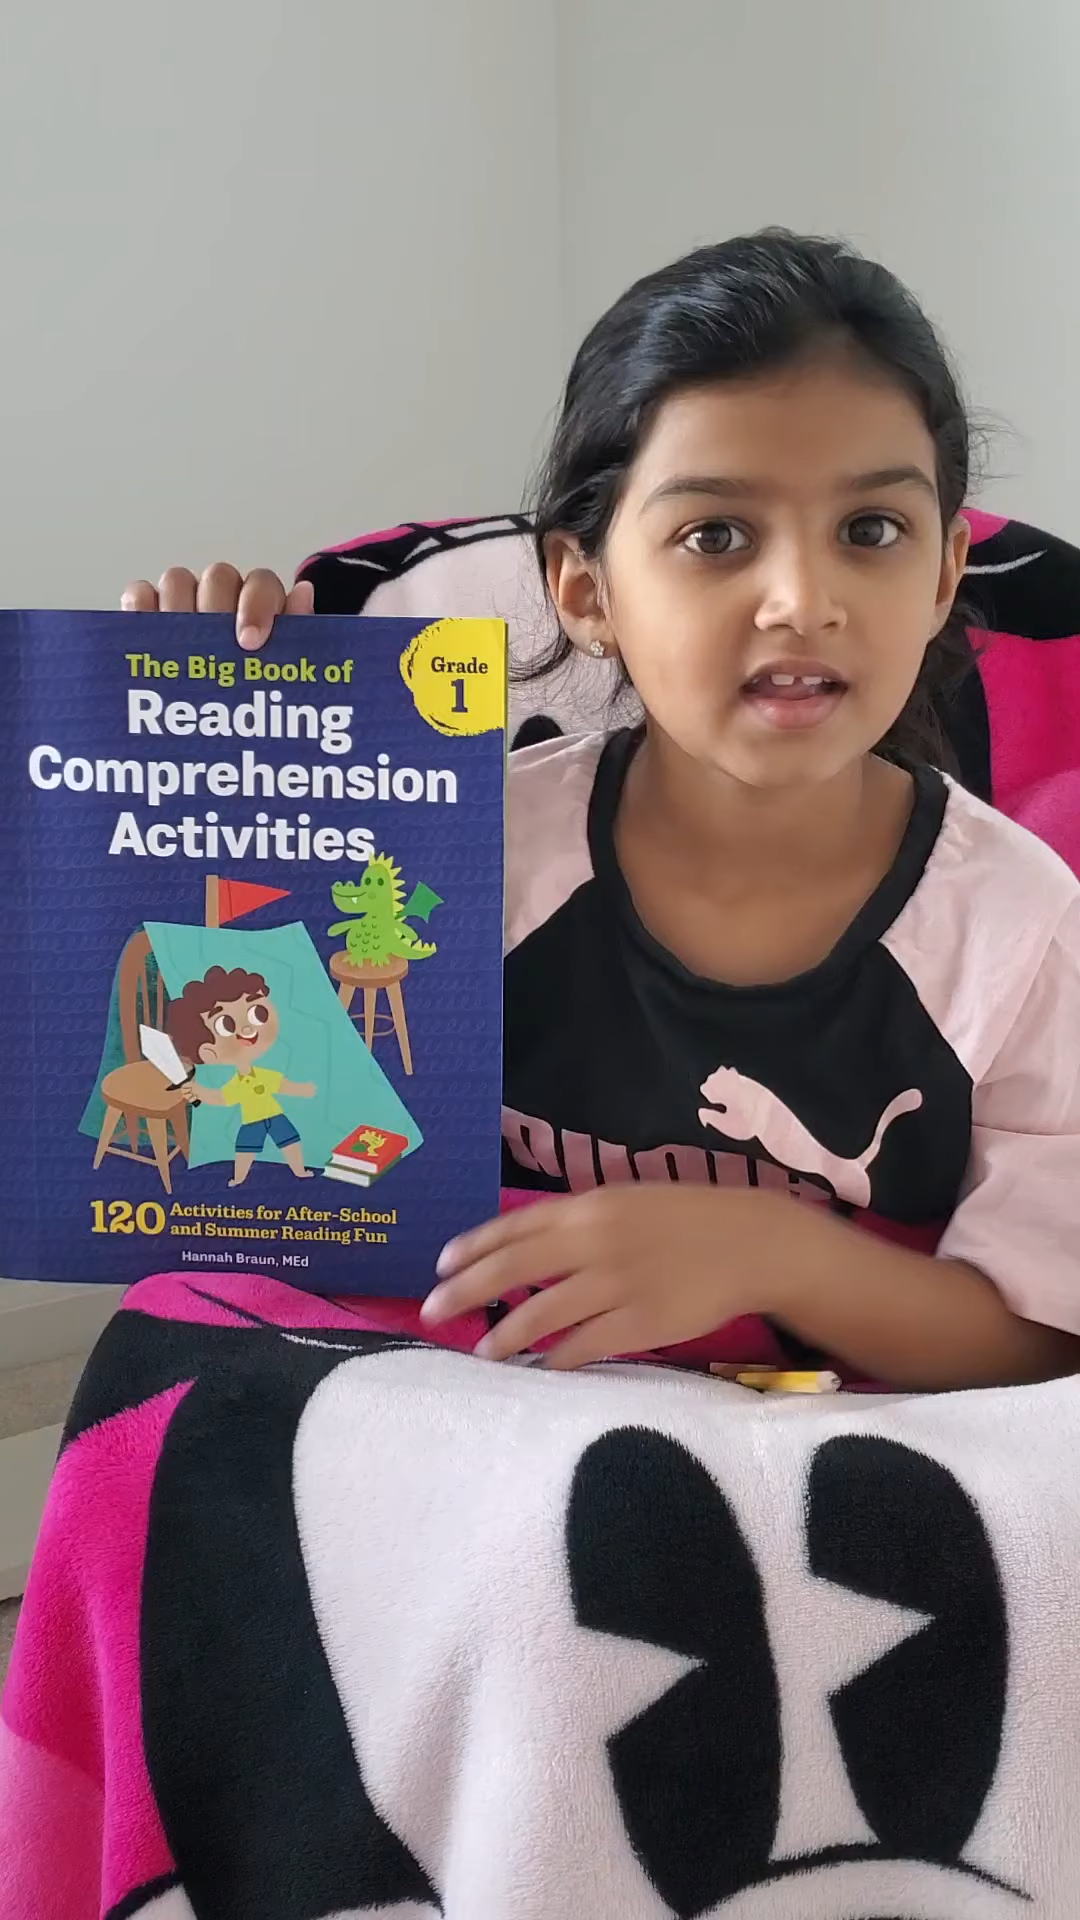 The Big Book of
Reading
Comprehension
Activities
Grade
1
120 Activities for After-School
and Summer Reading Fun
Hannah Braun, MEd